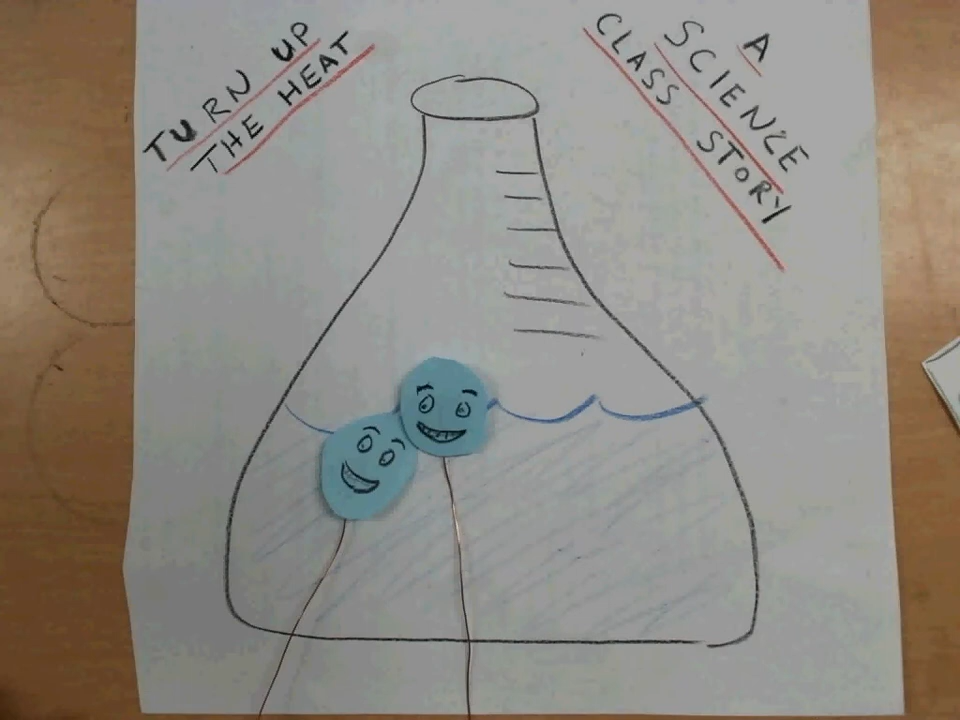 TURN UP
THE HEAT
A
SCIENCE
CLASS STORY